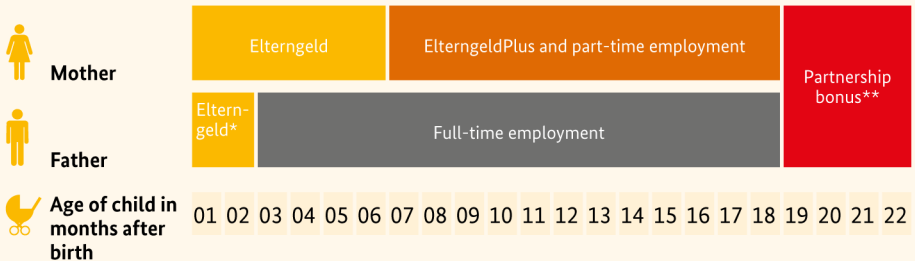 Mother
Elterngeld
ElterngeldPlus and part-time employment
Partnership
bonus**
Father
Eltern-
geld*
Full-time employment
Age of child in
months after
birth
01 02 03 04 05 06 07 08 09 10 11 12 13 14 15 16 17 18 19 20 21 22